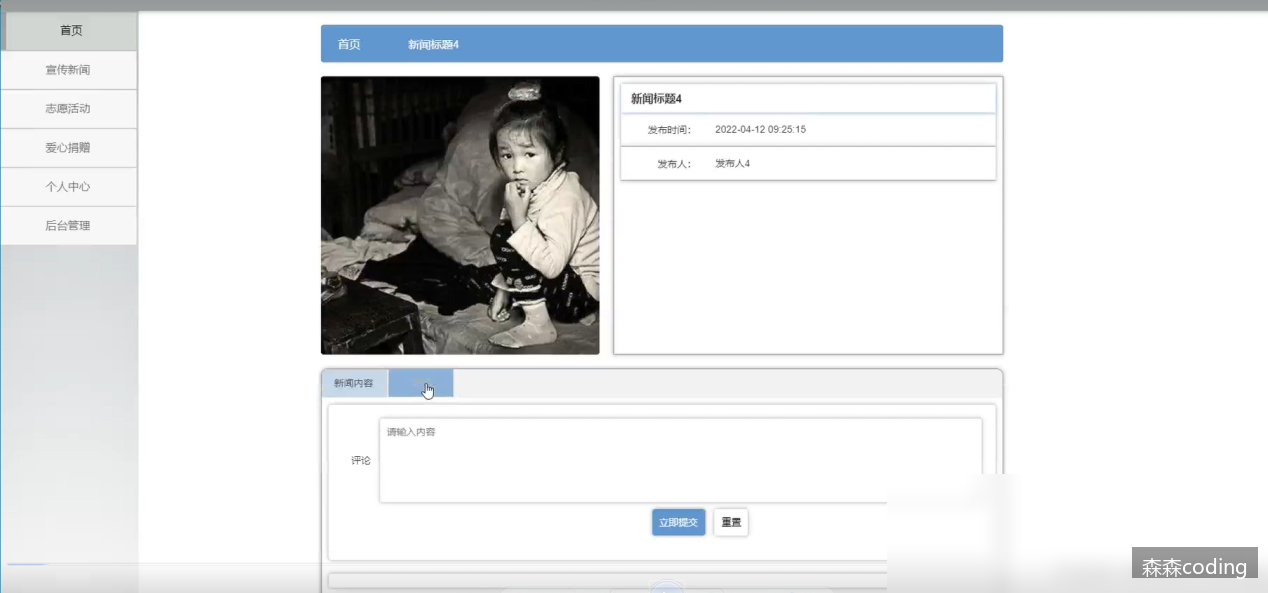 首页
宣传新闻
志愿活动
爱心捐赠
个人中心
后台管理
首页 新闻标题4
新闻标题4
发布时间: 2022-04-12 09:25:15
发布人: 发布人4
新闻内容
请输入内容
评论
立即提交 重置
森森coding